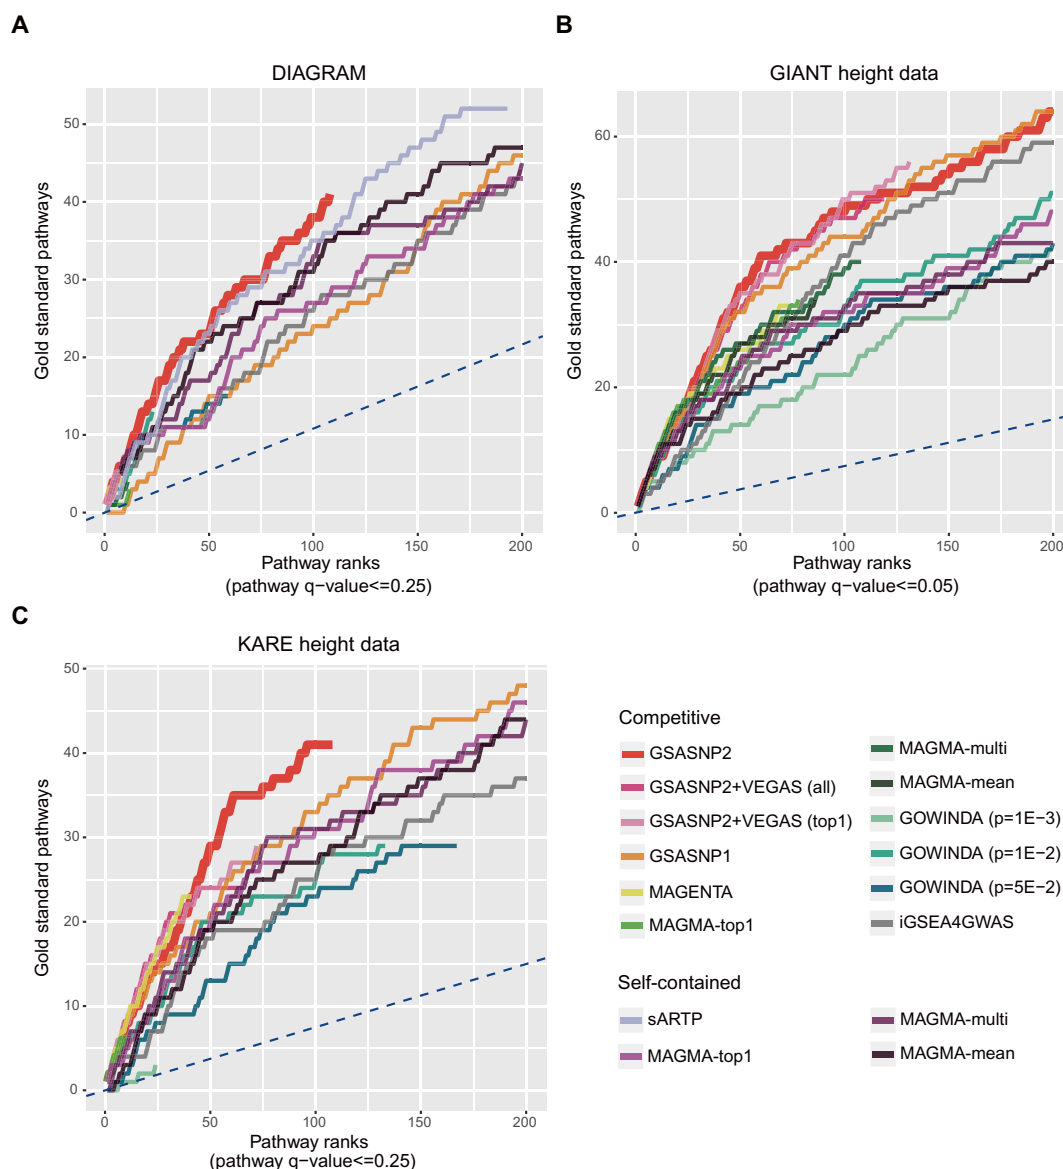 A
DIAGRAM
Gold standard pathways
50
40
30
20
10
0
0
50
100
150
200
Pathway ranks
(pathway q−value<=0.25)
B
GIANT height data
Gold standard pathways
60
40
20
0
0
50
100
150
200
Pathway ranks
(pathway q−value<=0.05)
C
KARE height data
Gold standard pathways
50
40
30
20
10
0
0
50
100
150
200
Pathway ranks
(pathway q−value<=0.25)
Competitive
GSASNP2
GSASNP2+VEGAS (all)
GSASNP2+VEGAS (top1)
GSASNP1
MAGENTA
MAGMA-top1
MAGMA-multi
MAGMA-mean
GOWINDA (p=1E−3)
GOWINDA (p=1E−2)
GOWINDA (p=5E−2)
iGSEA4GWAS
Self-contained
sARTP
MAGMA-top1
MAGMA-multi
MAGMA-mean